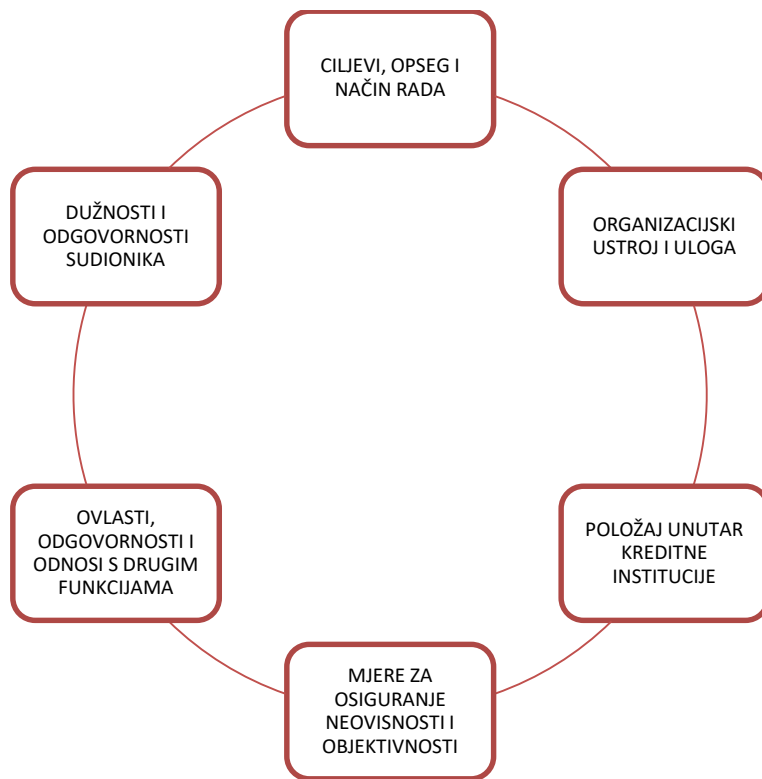 CILJEVI, OPSEG I
NAČIN RADA
ORGANIZACIJSKI
USTROJ I ULOGA
POLOŽAJ UNUTAR
KREDITNE
INSTITUCIJE
MJERE ZA
OSIGURANJE
NEOVISNOSTI I
OBJEKTIVNOSTI
OVLASTI,
ODGOVORNOSTI I
ODNOSI S DRUGIM
FUNKCIJAMA
DUŽNOSTI I
ODGOVORNOSTI
SUDIONIKA